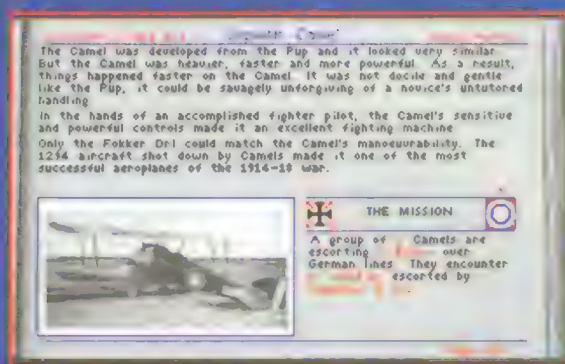 Sopwith Camel
The Camel was developed from the Pup and it looked very similar.
But the Camel was heavier, faster and more powerful. As a result,
things happened faster on the Camel. It was not docile and gentle
like the Pup, it could be savagely unforgiving of a novice's untutored
handling
In the hands of an accomplished fighter pilot, the Camel's sensitive
and powerful controls made it an excellent fighting machine
Only the Fokker Dr1 could match the Camel's manoeuvrability. The
1294 aircraft shot down by Camels made it one of the most
successful aeroplanes of the 1914-18 war.
THE MISSION
A group of Camels are
escorting over
German lines. They encounter
escorted by